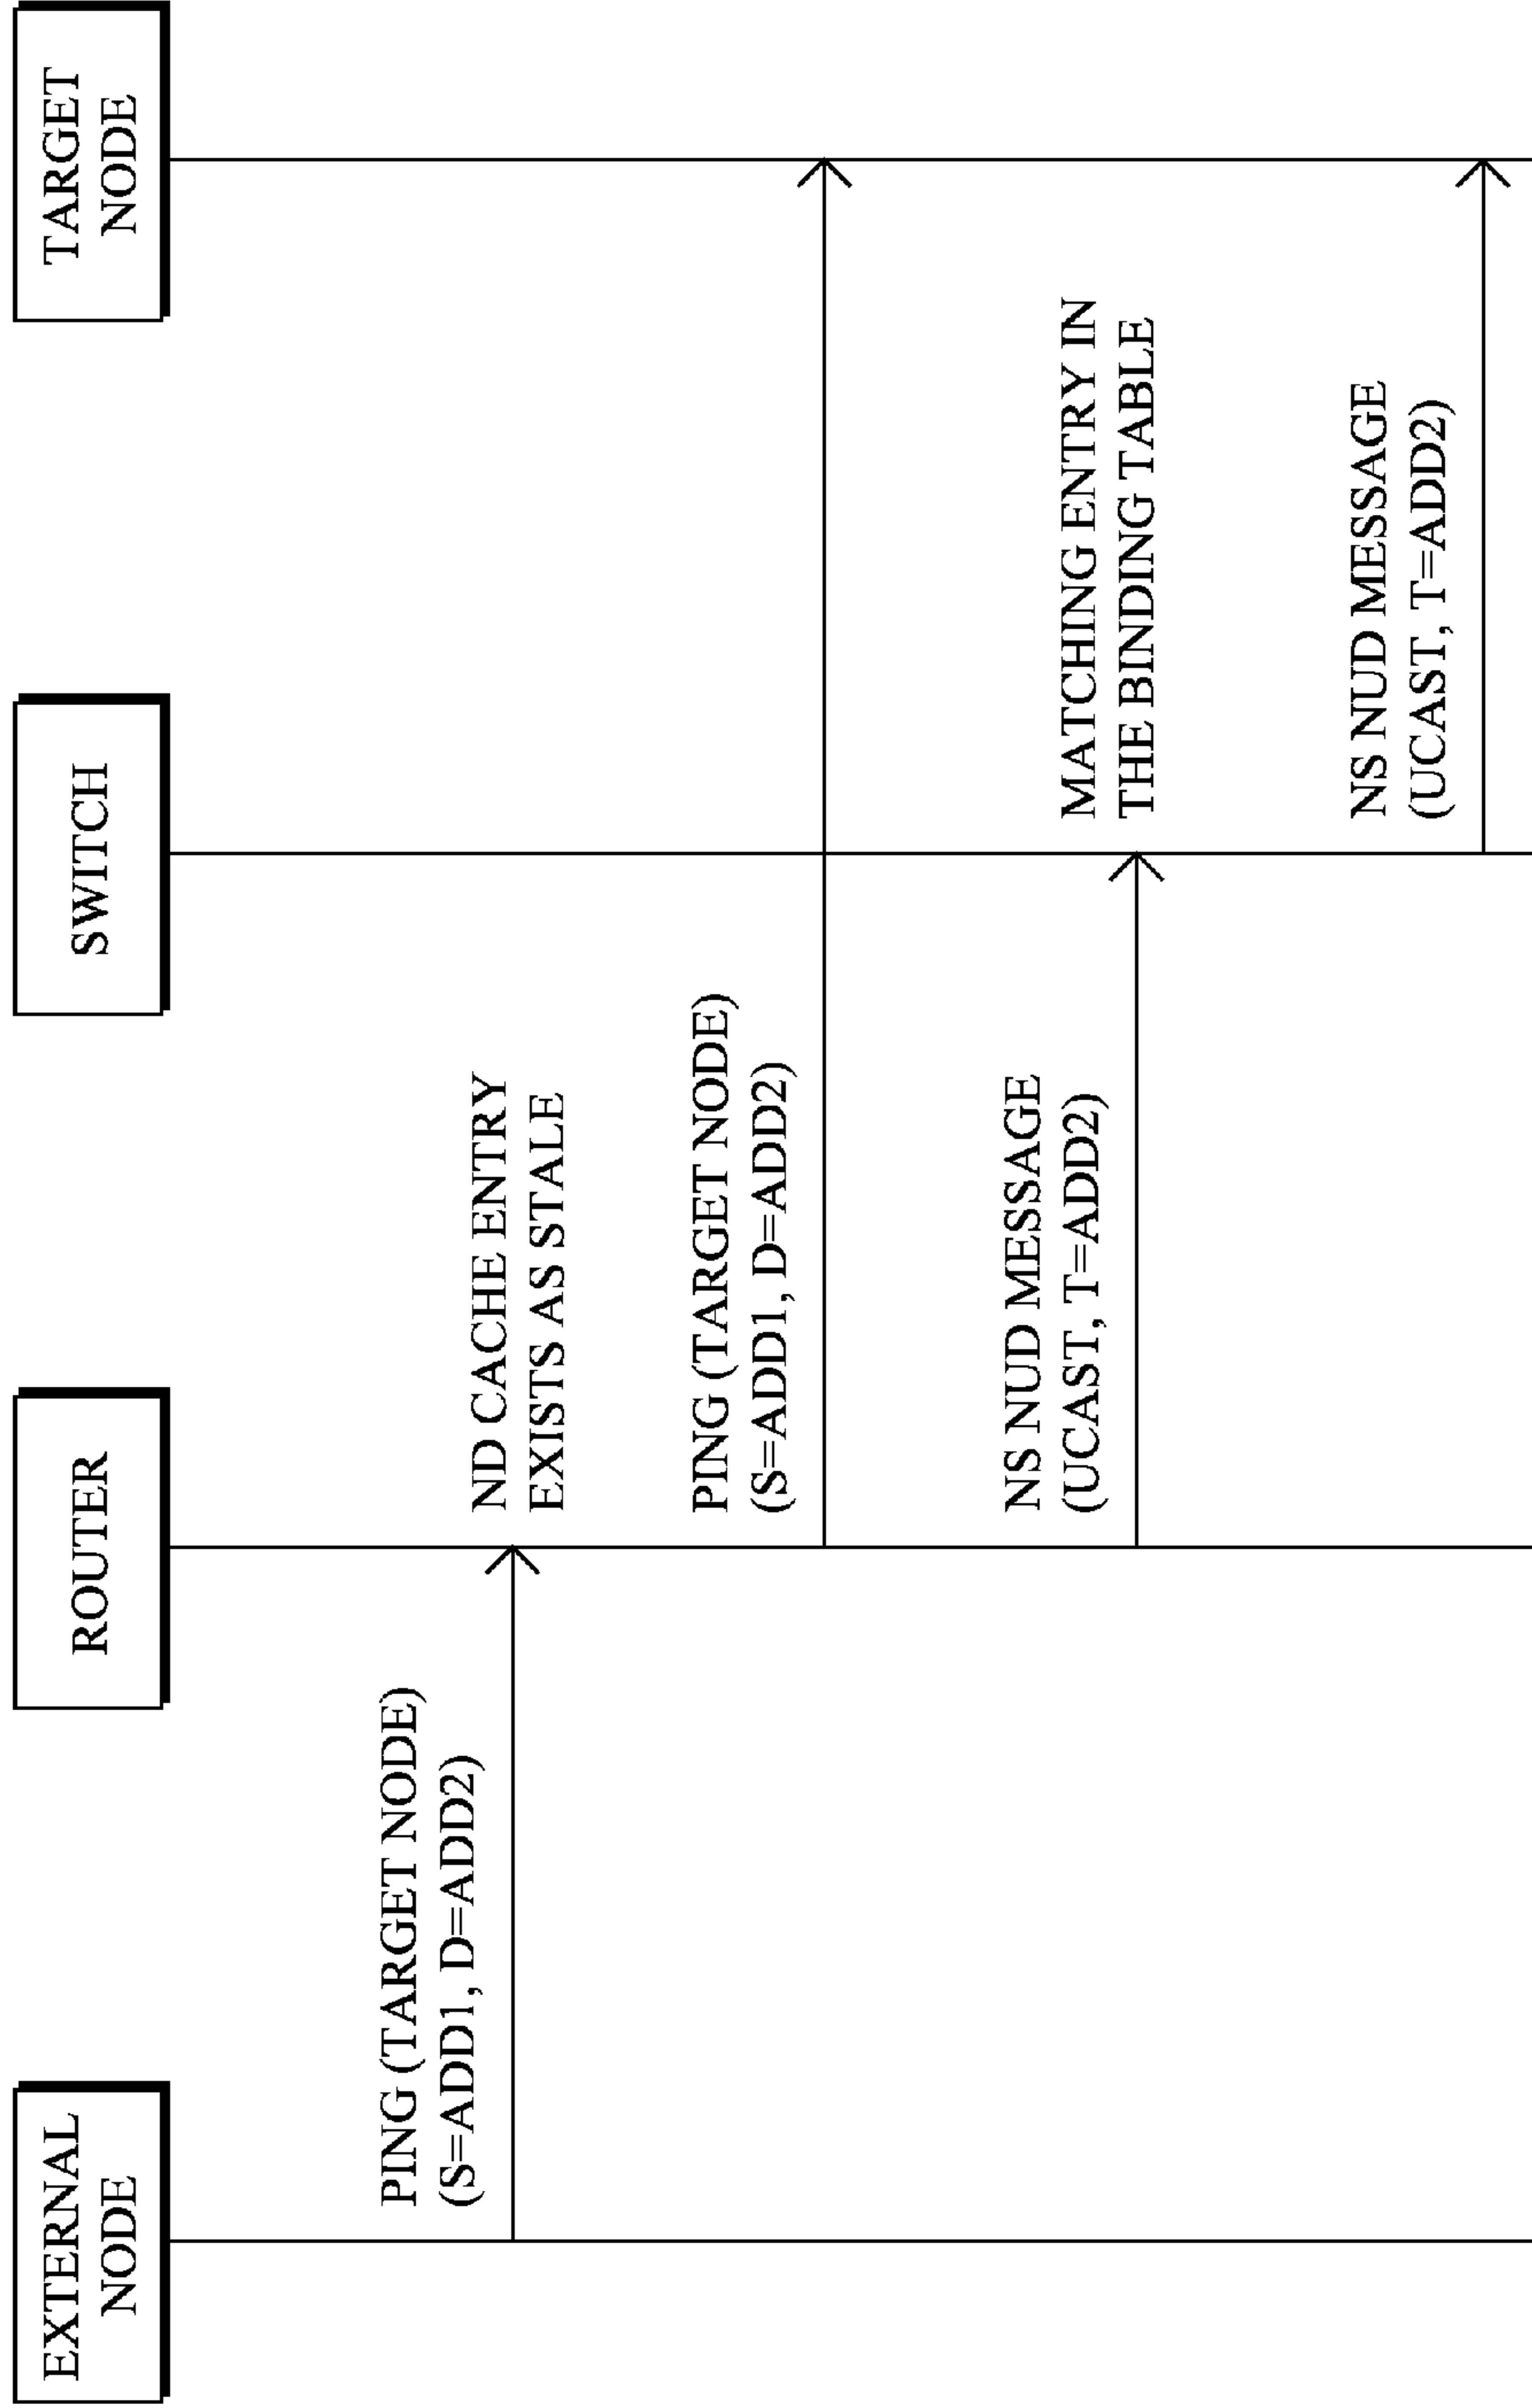 EXTERNAL
NODE
ROUTER
SWITCH
TARGET
NODE
PING (TARGET NODE)
(S=ADD1, D=ADD2)
ND CACHE ENTRY
EXISTS AS STALE
PING (TARGET NODE)
(S=ADD1, D=ADD2)
NS NUD MESSAGE
(UCAST, T=ADD2)
MATCHING ENTRY IN
THE BINDING TABLE
NS NUD MESSAGE
(UCAST, T=ADD2)